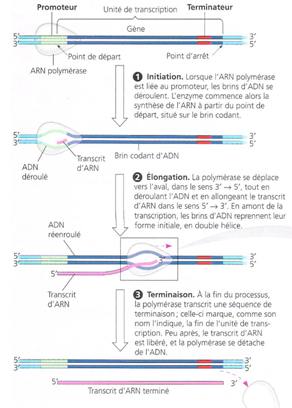 Promoteur Unité de transcription Terminateur
Gène
5' 3'
3' 5'
Point de départ Point d'arrêt
ARN polymérase
1 Initiation. Lorsque l'ARN polymérase
est liée au promoteur, les brins d'ADN se
déroulent. L'enzyme commence alors la
synthèse de l'ARN à partir du point de
départ, situé sur le brin codant.
5' 3'
3' 5'
ADN
déroulé
Transcrit
d'ARN
Brin codant d'ADN
2 Élongation. La polymérase se déplace
vers l'aval, dans le sens 3' → 5', tout en
déroulant l'ADN et en allongeant le transcrit
d'ARN dans le sens 5' → 3'. En amont de la
transcription, les brins d'ADN reprennent leur
forme initiale, en double hélice.
ADN
réenroulé
5' 3'
3' 5'
3'
5'
Transcrit
d'ARN
3 Terminaison. À la fin du processus,
la polymérase transcrit une séquence de
terminaison ; celle-ci marque, comme son
nom l'indique, la fin de l'unité de trans-
cription. Peu après, le transcrit d'ARN
est libéré, et la polymérase se détache
de l'ADN.
5' 3'
3' 5'
5' 3'
Transcrit d'ARN terminé